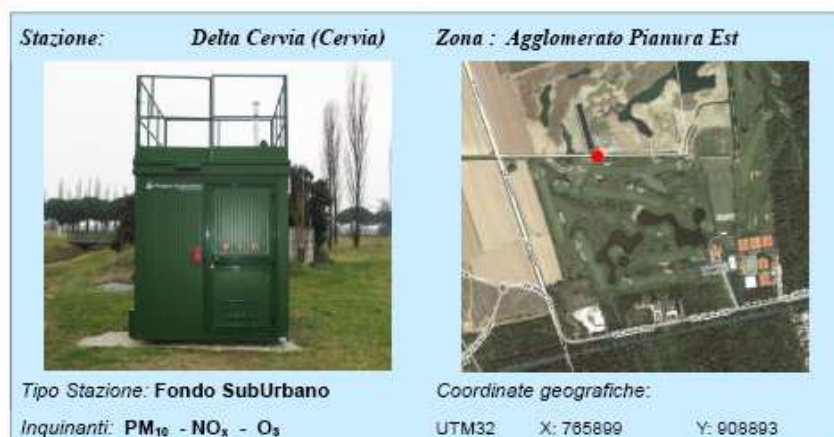 Stazione: Delta Cervia (Cervia) Zona : Agglomerato Pianura Est
Tipo Stazione: Fondo SubUrbano
Coordinate geografiche:
Inquinanti: PM₁₀ - NOₓ - O₃
UTM32 X: 765899 Y: 908893